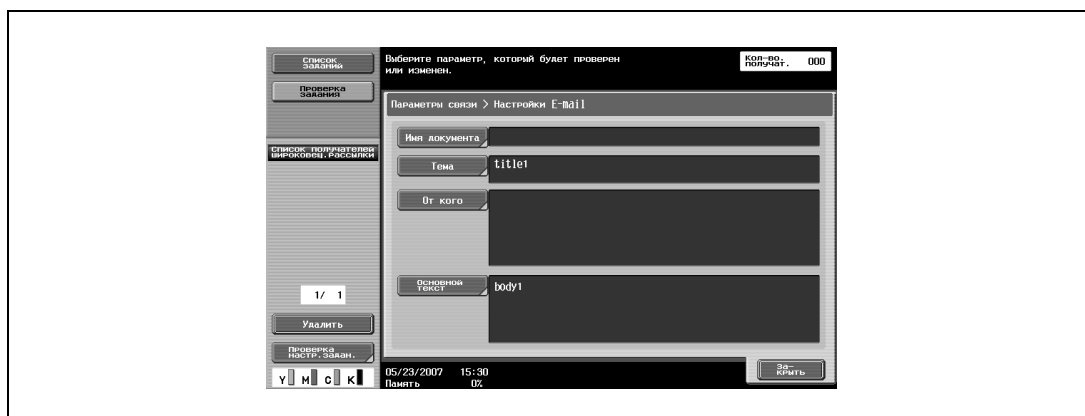 Список
заданий
Проверка
задания
Список получателей
широковещ.рассылки
1/ 1
Удалить
Проверка
настр.задан.
Y M C K
Выберите параметр, который будет проверен
или изменен.
Кол-во.
получат. 000
Параметры связи > Настройки E-mail
Имя документа
Тема title1
От кого
Основной
текст body1
05/23/2007 15:30
Память 0%
За-
крыть